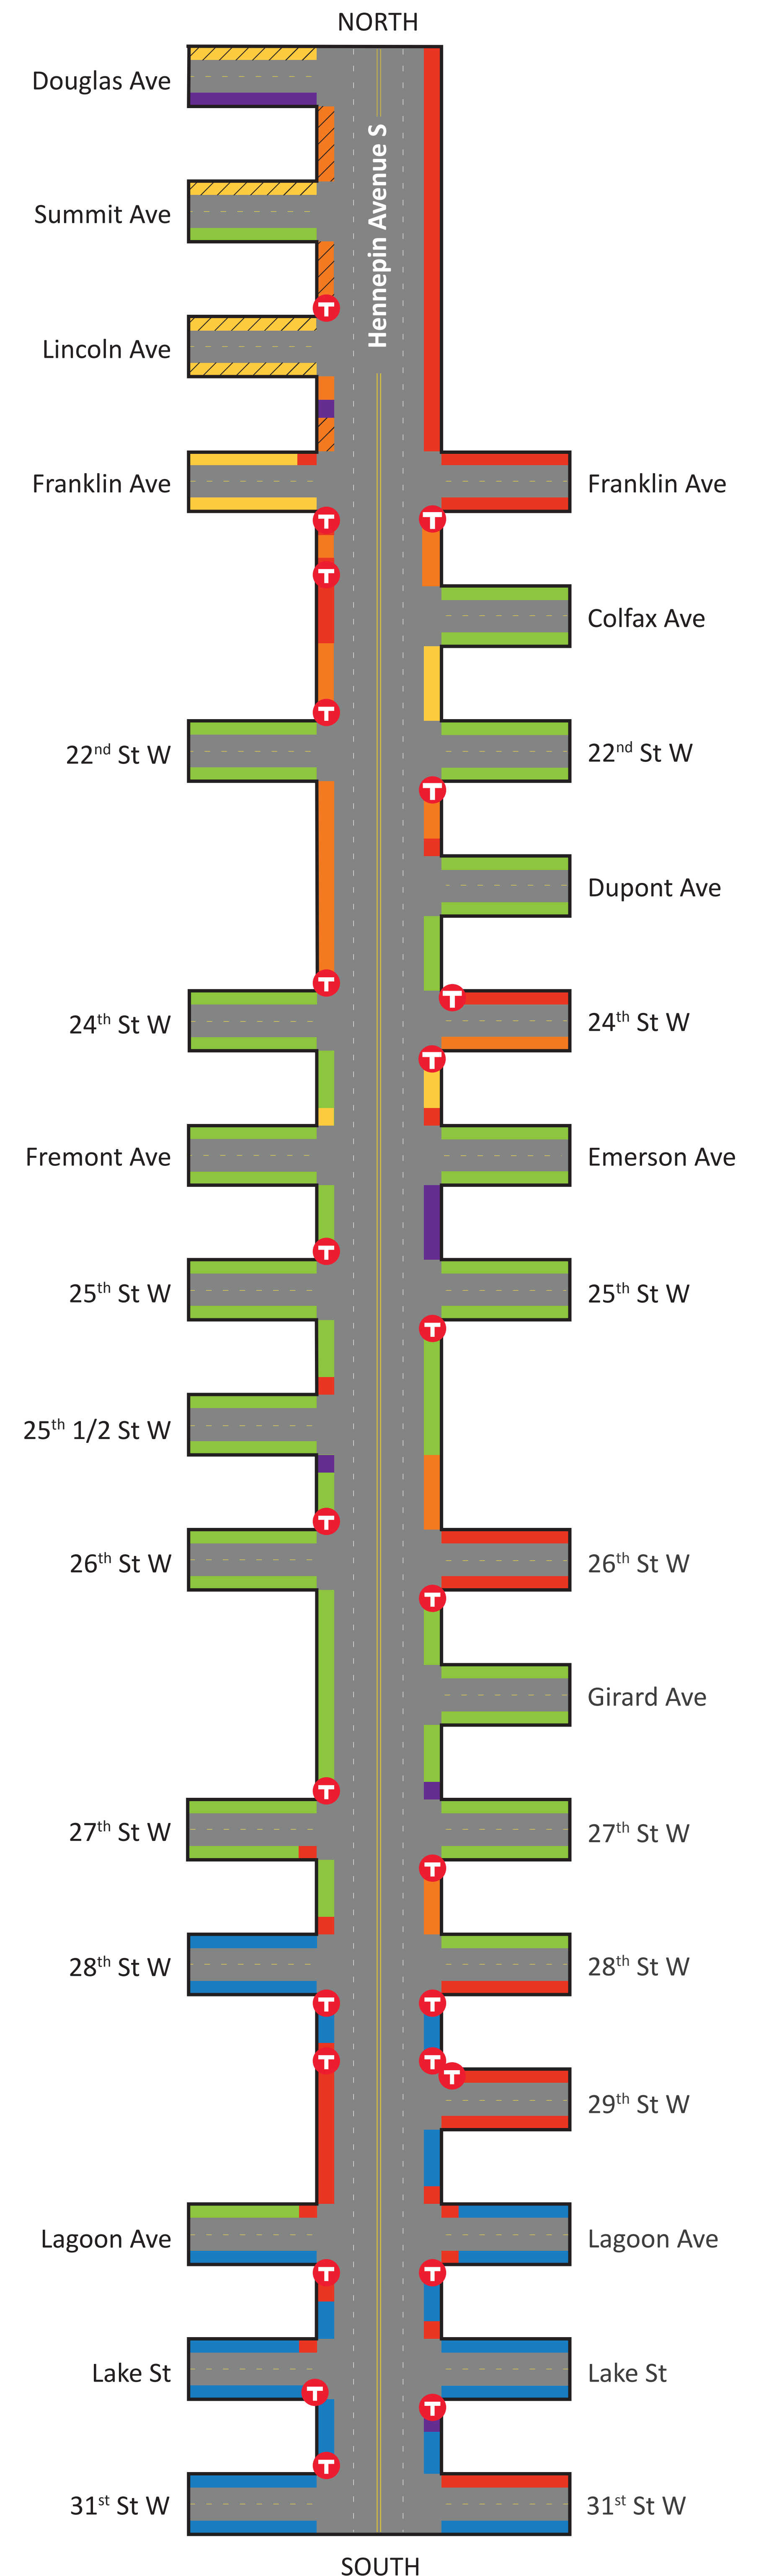 NORTH
Douglas Ave
Hennepin Avenue S
Summit Ave
T
Lincoln Ave
Franklin Ave
Franklin Ave
T
T
T
Colfax Ave
T
22nd St W
22nd St W
T
Dupont Ave
T
T
24th St W
24th St W
T
Fremont Ave
Emerson Ave
T
25th St W
25th St W
T
25th 1/2 St W
T
26th St W
26th St W
T
Girard Ave
T
27th St W
27th St W
T
28th St W
28th St W
T
T
T
T
T
29th St W
Lagoon Ave
Lagoon Ave
T
T
Lake St
Lake St
T
T
T
31st St W
31st St W
SOUTH